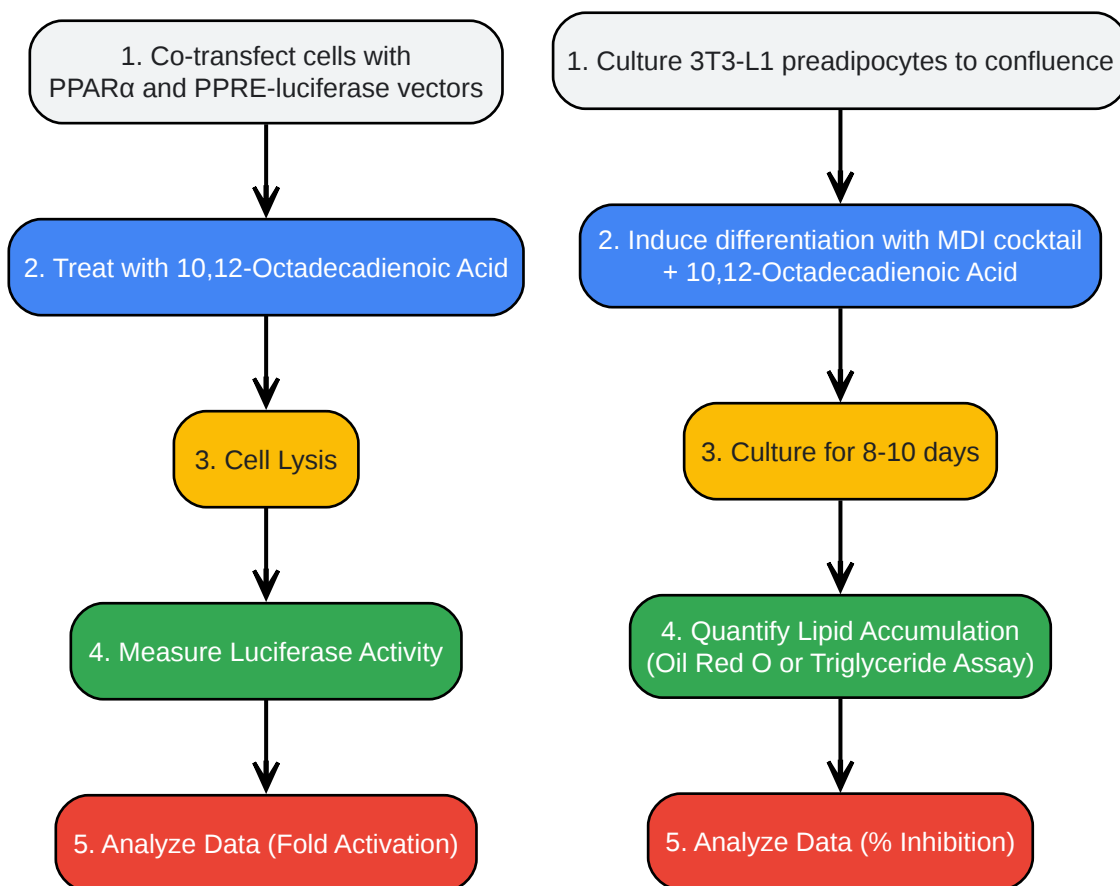 1. Co-transfect cells with
PPARα and PPRE-luciferase vectors
2. Treat with 10,12-Octadecadienoic Acid
3. Cell Lysis
4. Measure Luciferase Activity
5. Analyze Data (Fold Activation)
1. Culture 3T3-L1 preadipocytes to confluence
2. Induce differentiation with MDI cocktail
+ 10,12-Octadecadienoic Acid
3. Culture for 8-10 days
4. Quantify Lipid Accumulation
(Oil Red O or Triglyceride Assay)
5. Analyze Data (% Inhibition)